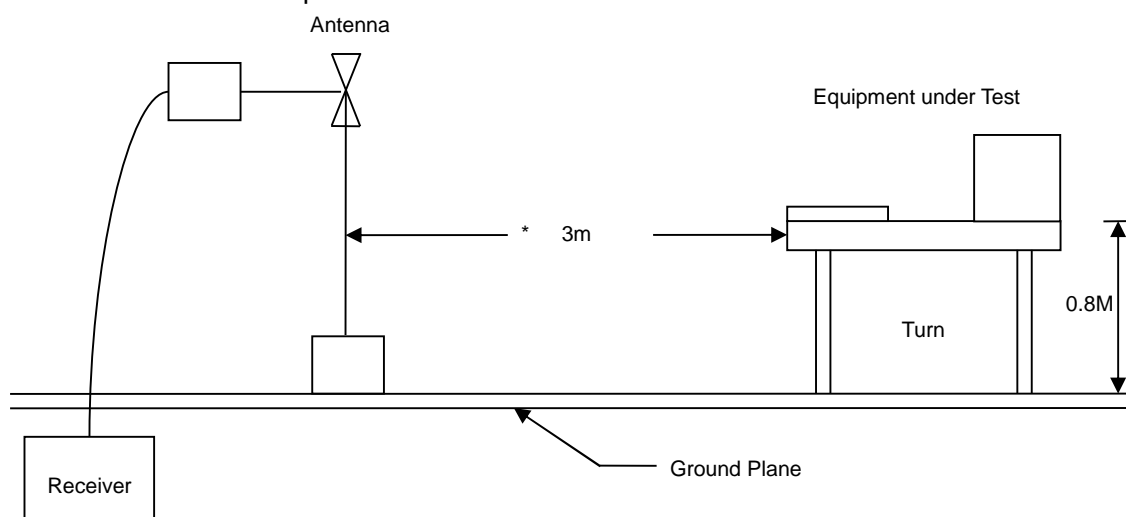 Antenna
Equipment under Test
* 3m
0.8M
Turn
Ground Plane
Receiver